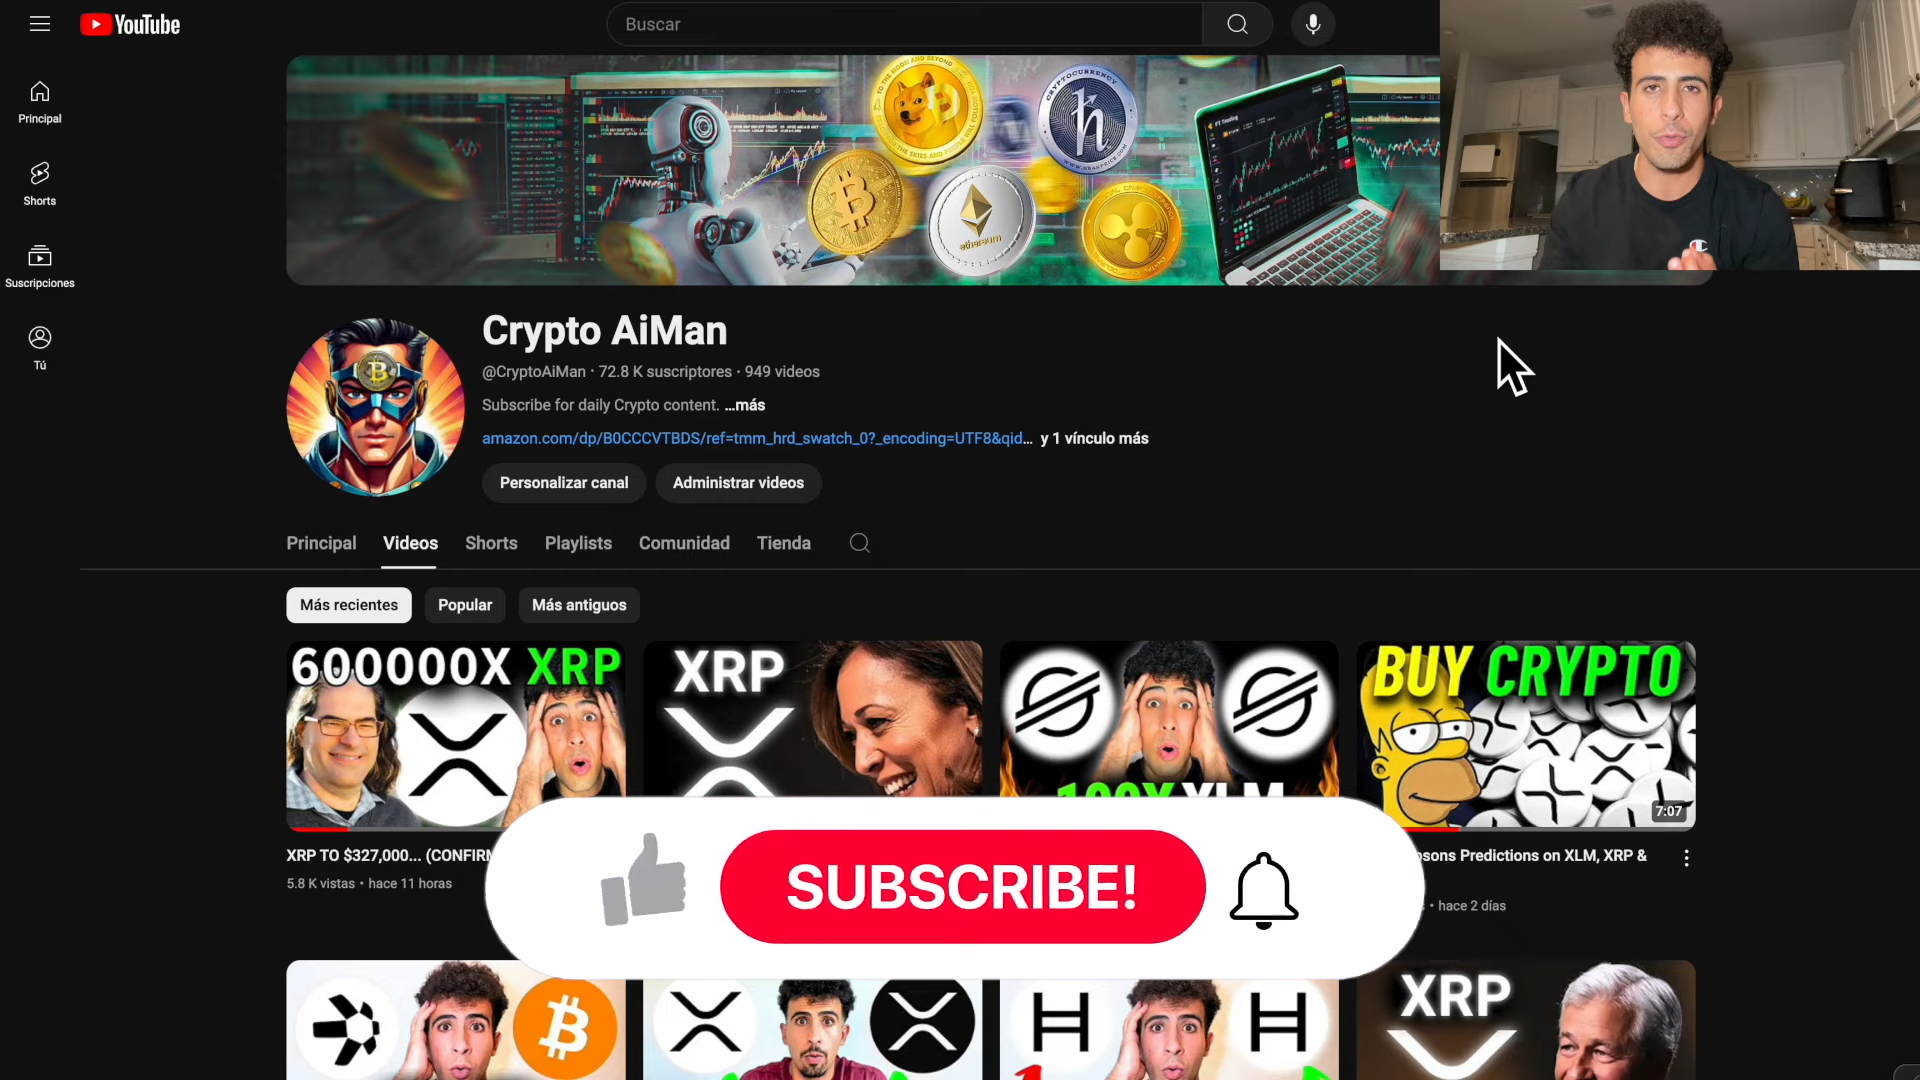 YouTube
Buscar
Principal
Shorts
Suscripciones
Tú
Crypto AiMan
@CryptoAiMan · 72.8 K suscriptores · 949 videos
Subscribe for daily Crypto content. ...más
amazon.com/dp/B0CCCVTBDS/ref=tmm_hrd_swatch_0?_encoding=UTF8&qid... y 1 vínculo más
Personalizar canal
Administrar videos
Principal
Videos
Shorts
Playlists
Comunidad
Tienda
Más recientes
Popular
Más antiguos
600000X XRP
XRP
100X XLM
BUY CRYPTO
7:07
XRP TO $327,000... (CONFIRM
5.8 K vistas · hace 11 horas
Predictions on XLM, XRP &
· hace 2 días
SUBSCRIBE!
XRP